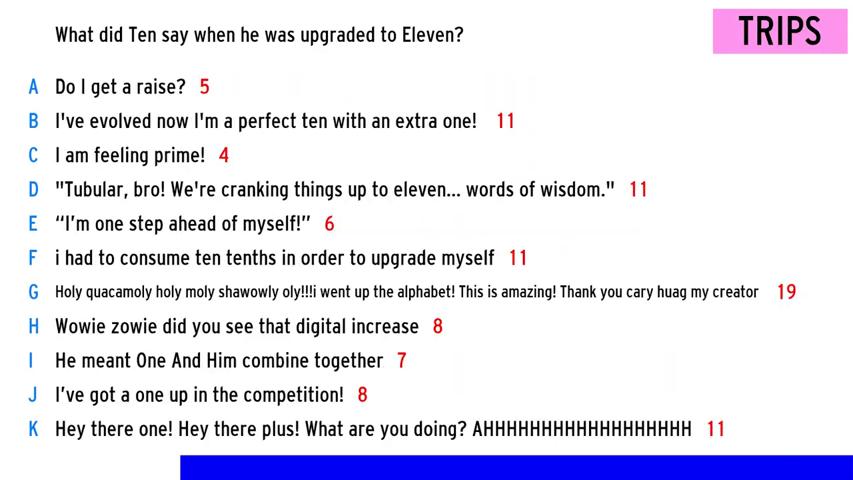 What did Ten say when he was upgraded to Eleven?
TRIPS
A Do I get a raise? 5
B I've evolved now I'm a perfect ten with an extra one! 11
C I am feeling prime! 4
D "Tubular, bro! We're cranking things up to eleven... words of wisdom." 11
E “I’m one step ahead of myself!” 6
F i had to consume ten tenths in order to upgrade myself 11
G Holy quacamoly holy moly shawowly oly!!!i went up the alphabet! This is amazing! Thank you cary huag my creator 19
H Wowie zowie did you see that digital increase 8
I He meant One And Him combine together 7
J I’ve got a one up in the competition! 8
K Hey there one! Hey there plus! What are you doing? AHHHHHHHHHHHHHHHHHH 11